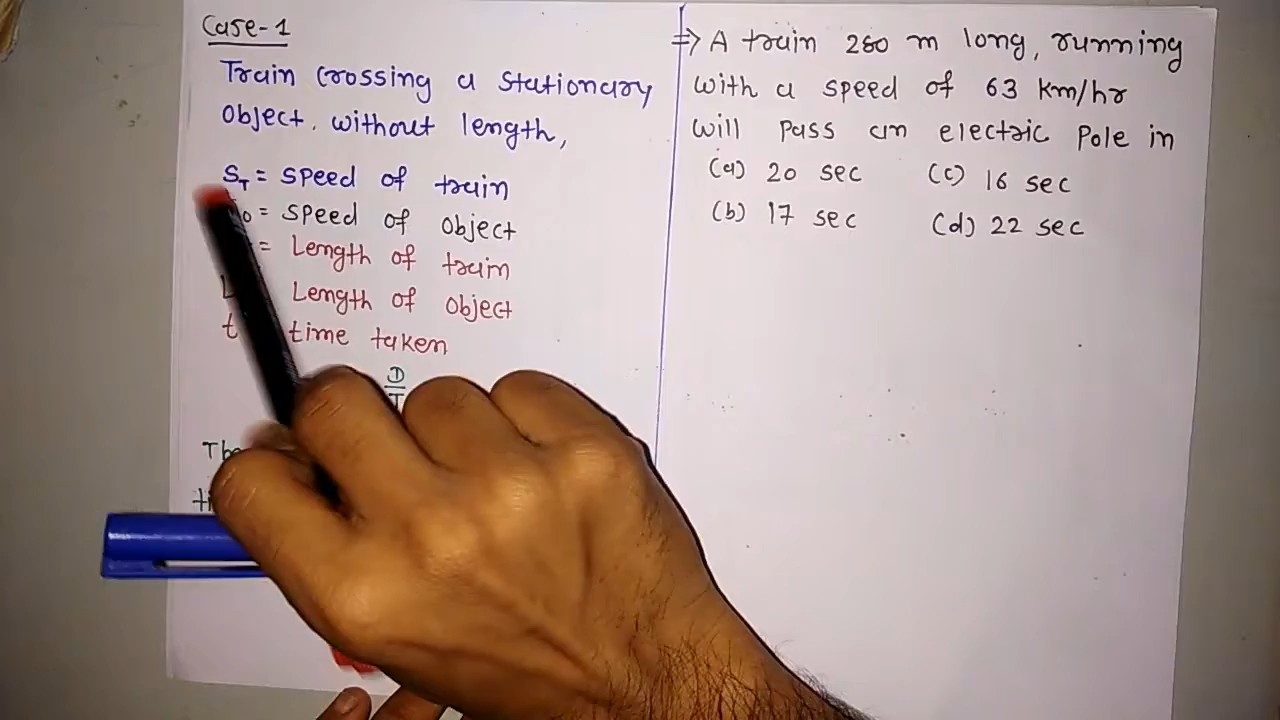 Case-1
Train crossing a stationary
object. without length,
ST = speed of train
= speed of object
= Length of train
Length of object
time taken
D
T
⇒ A train 280 m long, running
with a speed of 63 km/hr
will pass an electric pole in
(a) 20 sec (c) 16 sec
(b) 17 sec (d) 22 sec